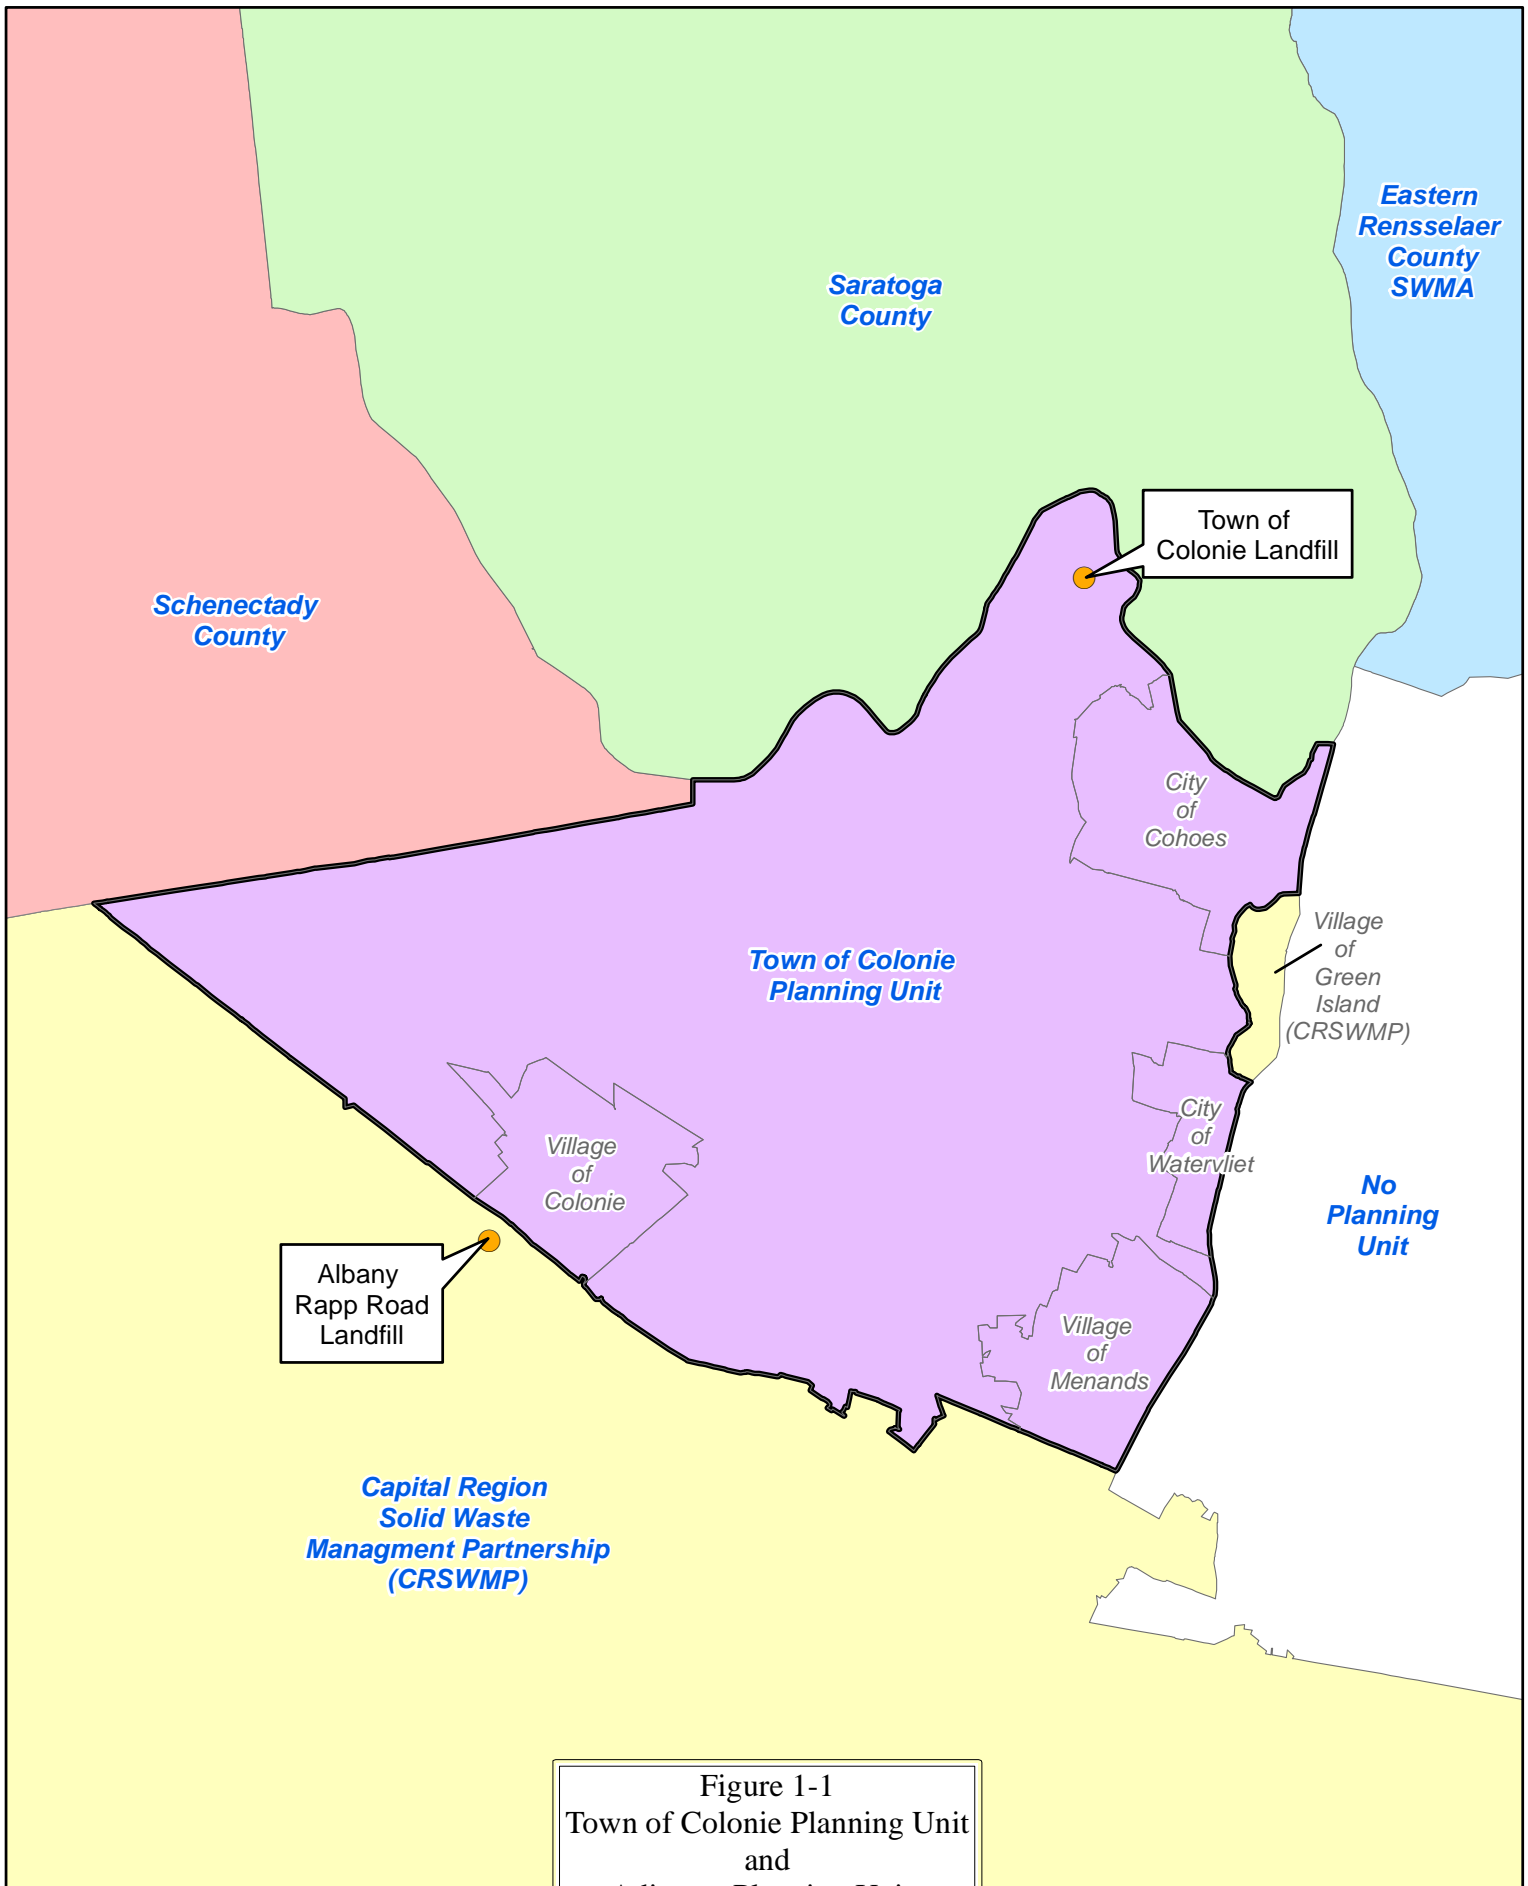 Eastern
Rensselaer
County
SWMA
Saratoga
County
Town of
Colonie Landfill
Schenectady
County
City
of
Cohoes
Village
of
Green
Island
(CRSWMP)
Town of Colonie
Planning Unit
City
of
Watervliet
Village
of
Colonie
No
Planning
Unit
Albany
Rapp Road
Landfill
Village
of
Menands
Capital Region
Solid Waste
Managment Partnership
(CRSWMP)
Figure 1-1
Town of Colonie Planning Unit
and
Planning